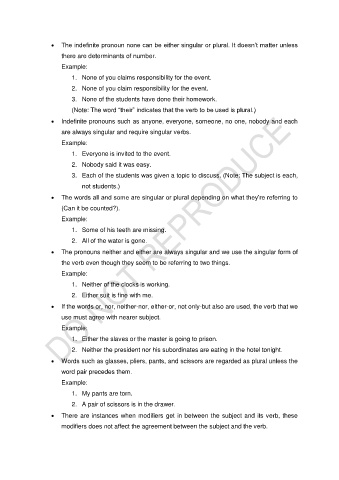 • The indefinite pronoun none can be either singular or plural. It doesn't matter unless
there are determinants of number.
Example:
1. None of you claims responsibility for the event.
2. None of you claim responsibility for the event.
3. None of the students have done their homework.
(Note: The word "their" indicates that the verb to be used is plural.)
• Indefinite pronouns such as anyone, everyone, someone, no one, nobody and each
are always singular and require singular verbs.
Example:
1. Everyone is invited to the event.
2. Nobody said it was easy.
3. Each of the students was given a topic to discuss. (Note: The subject is each,
not students.)
• The words all and some are singular or plural depending on what they're referring to
(Can it be counted?).
Example:
1. Some of his teeth are missing.
2. All of the water is gone.
• The pronouns neither and either are always singular and we use the singular form of
the verb even though they seem to be referring to two things.
Example:
1. Neither of the clocks is working.
2. Either suit is fine with me.
• If the words or, nor, neither-nor, either-or, not only-but also are used, the verb that we
use must agree with nearer subject.
Example:
1. Either the slaves or the master is going to prison.
2. Neither the president nor his subordinates are eating in the hotel tonight.
• Words such as glasses, pliers, pants, and scissors are regarded as plural unless the
word pair precedes them.
Example:
1. My pants are torn.
2. A pair of scissors is in the drawer.
• There are instances when modifiers get in between the subject and its verb, these
modifiers does not affect the agreement between the subject and the verb.
DO NOT REPRODUCE